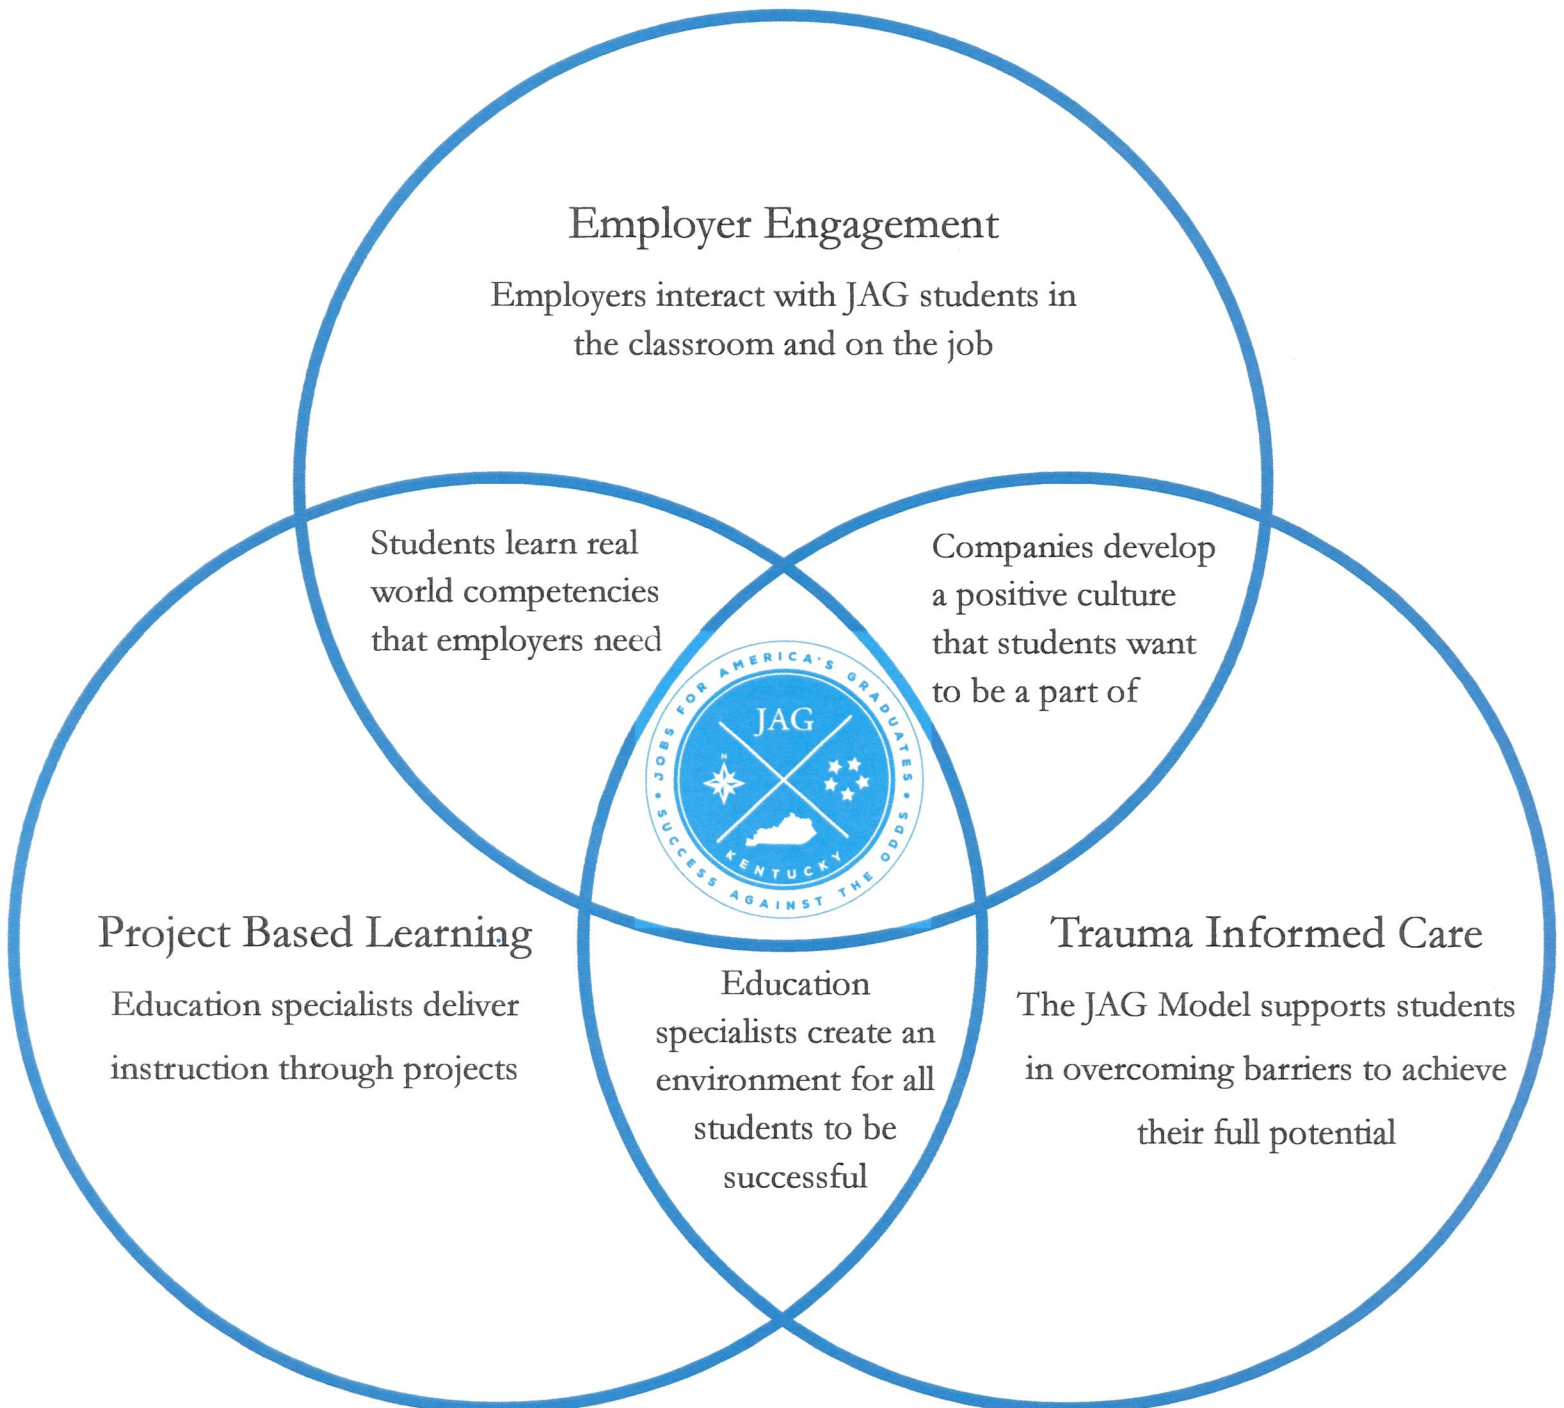 Employer Engagement
Employers interact with JAG students in
the classroom and on the job
Students learn real
world competencies
that employers need
Companies develop
a positive culture
that students want
to be a part of
JOBS FOR AMERICA'S GRADUATES
JAG
N
KENTUCKY
SUCCESS AGAINST THE ODDS
Project Based Learning
Education specialists deliver
instruction through projects
Education
specialists create an
environment for all
students to be
successful
Trauma Informed Care
The JAG Model supports students
in overcoming barriers to achieve
their full potential